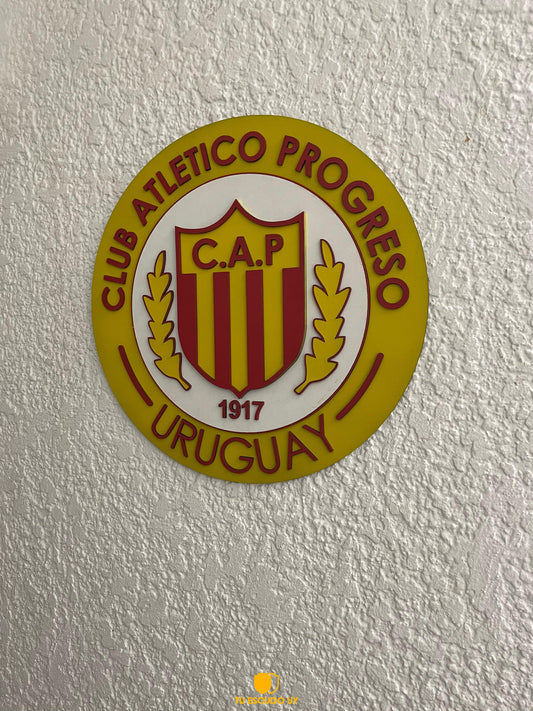 CLUB ATLETICO PROGRESO
C.A.P
1917
URUGUAY